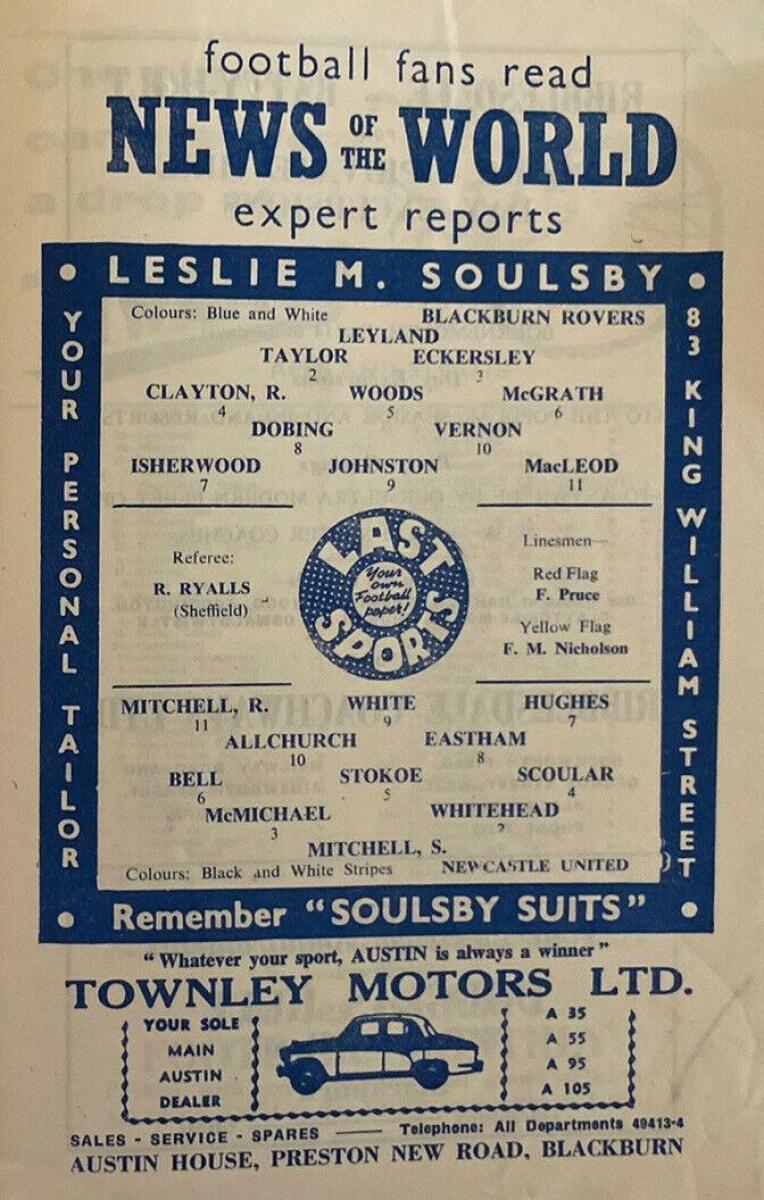 football fans read
NEWS OF THE WORLD
expert reports
• LESLIE M. SOULSBY •
YOUR PERSONAL TAILOR
83 KING WILLIAM STREET
Colours: Blue and White BLACKBURN ROVERS
LEYLAND
TAYLOR ECKERSLEY
2 3
CLAYTON, R. WOODS McGRATH
4 5 6
DOBING VERNON
8 10
ISHERWOOD JOHNSTON MacLEOD
7 9 11
Referee:
R. RYALLS
(Sheffield)
LAST SPORTS
Your
own
Football
paper!
Linesmen—
Red Flag
F. Pruce
Yellow Flag
F. M. Nicholson
MITCHELL, R. WHITE HUGHES
11 9 7
ALLCHURCH EASTHAM
10 8
BELL STOKOE SCOULAR
6 5 4
McMICHAEL WHITEHEAD
3 2
MITCHELL, S.
Colours: Black and White Stripes NEWCASTLE UNITED
• Remember "SOULSBY SUITS" •
"Whatever your sport, AUSTIN is always a winner"
TOWNLEY MOTORS LTD.
YOUR SOLE
MAIN
AUSTIN
DEALER
A 35
A 55
A 95
A 105
SALES - SERVICE - SPARES —— Telephone: All Departments 49413-4
AUSTIN HOUSE, PRESTON NEW ROAD, BLACKBURN